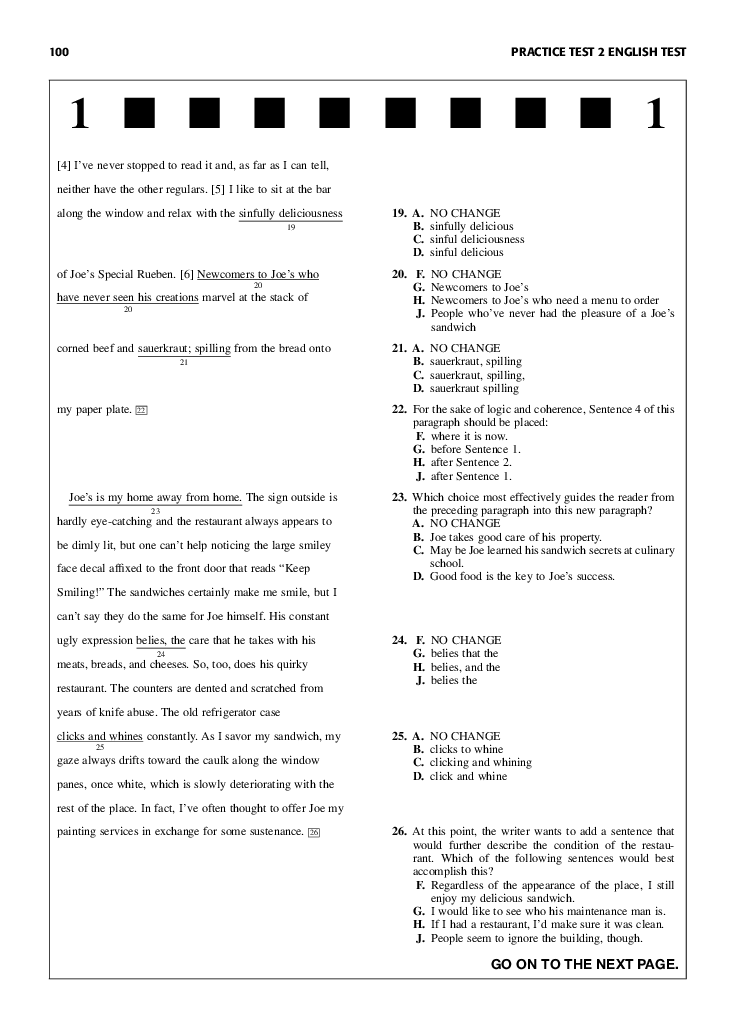 100
PRACTICE TEST 2 ENGLISH TEST
1
1
[4] I've never stopped to read it and, as far as I can tell,
neither have the other regulars. [5] I like to sit at the bar
along the window and relax with the sinfully deliciousness
19
of Joe's Special Rueben. [6] Newcomers to Joe's who
20
have never seen his creations marvel at the stack of
20
corned beef and sauerkraut; spilling from the bread onto
21
my paper plate. 22
Joe's is my home away from home. The sign outside is
23
hardly eye-catching and the restaurant always appears to
be dimly lit, but one can't help noticing the large smiley
face decal affixed to the front door that reads “Keep
Smiling!” The sandwiches certainly make me smile, but I
can't say they do the same for Joe himself. His constant
ugly expression belies, the care that he takes with his
24
meats, breads, and cheeses. So, too, does his quirky
restaurant. The counters are dented and scratched from
years of knife abuse. The old refrigerator case
clicks and whines constantly. As I savor my sandwich, my
25
gaze always drifts toward the caulk along the window
panes, once white, which is slowly deteriorating with the
rest of the place. In fact, I've often thought to offer Joe my
painting services in exchange for some sustenance. 26
19. A. NO CHANGE
B. sinfully delicious
C. sinful deliciousness
D. sinful delicious
20. F. NO CHANGE
G. Newcomers to Joe's
H. Newcomers to Joe's who need a menu to order
J. People who've never had the pleasure of a Joe's
sandwich
21. A. NO CHANGE
B. sauerkraut, spilling
C. sauerkraut, spilling,
D. sauerkraut spilling
22. For the sake of logic and coherence, Sentence 4 of this
paragraph should be placed:
F. where it is now.
G. before Sentence 1.
H. after Sentence 2.
J. after Sentence 1.
23. Which choice most effectively guides the reader from
the preceding paragraph into this new paragraph?
A. NO CHANGE
B. Joe takes good care of his property.
C. May be Joe learned his sandwich secrets at culinary
school.
D. Good food is the key to Joe's success.
24. F. NO CHANGE
G. belies that the
H. belies, and the
J. belies the
25. A. NO CHANGE
B. clicks to whine
C. clicking and whining
D. click and whine
26. At this point, the writer wants to add a sentence that
would further describe the condition of the restau-
rant. Which of the following sentences would best
accomplish this?
F. Regardless of the appearance of the place, I still
enjoy my delicious sandwich.
G. I would like to see who his maintenance man is.
H. If I had a restaurant, I'd make sure it was clean.
J. People seem to ignore the building, though.
GO ON TO THE NEXT PAGE.